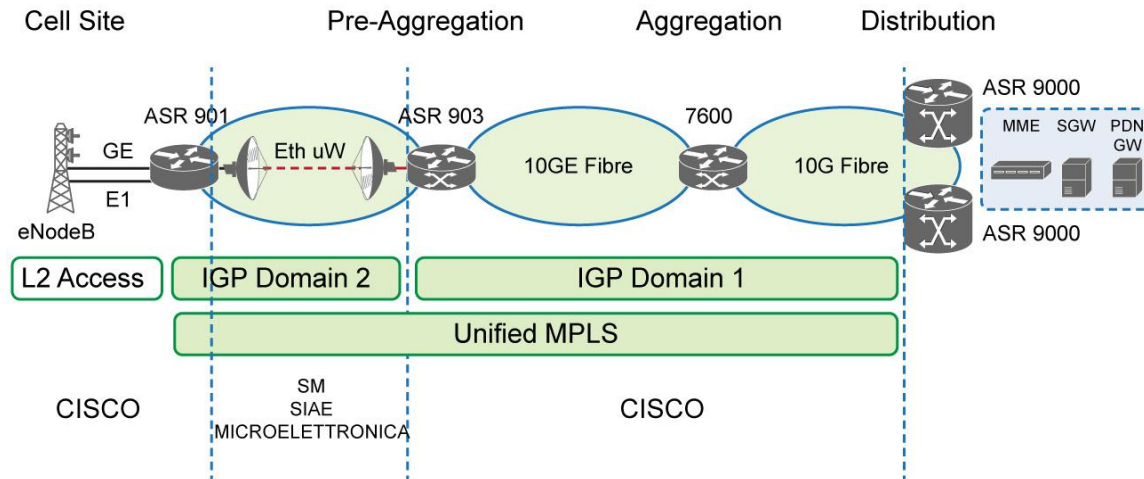 Cell Site
Pre-Aggregation
Aggregation
Distribution
ASR 901
ASR 903
7600
ASR 9000
MME
SGW
PDN
GW
GE
Eth uW
10GE Fibre
10G Fibre
E1
eNodeB
ASR 9000
L2 Access
IGP Domain 2
IGP Domain 1
Unified MPLS
CISCO
SM
SIAE
MICROELETTRONICA
CISCO